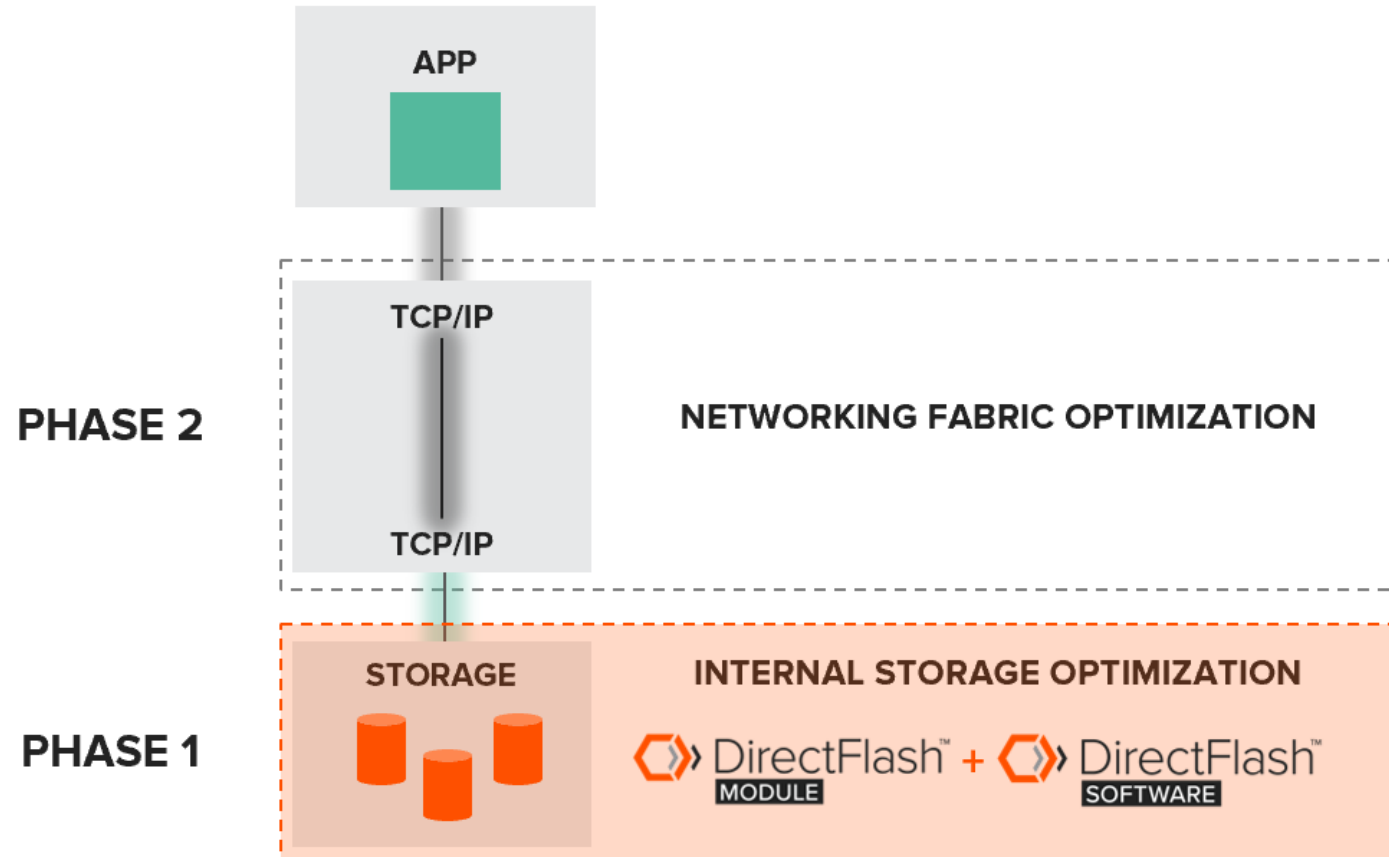 APP
TCP/IP
PHASE 2
NETWORKING FABRIC OPTIMIZATION
TCP/IP
STORAGE
INTERNAL STORAGE OPTIMIZATION
PHASE 1
DirectFlash™ + DirectFlash™
MODULE
SOFTWARE